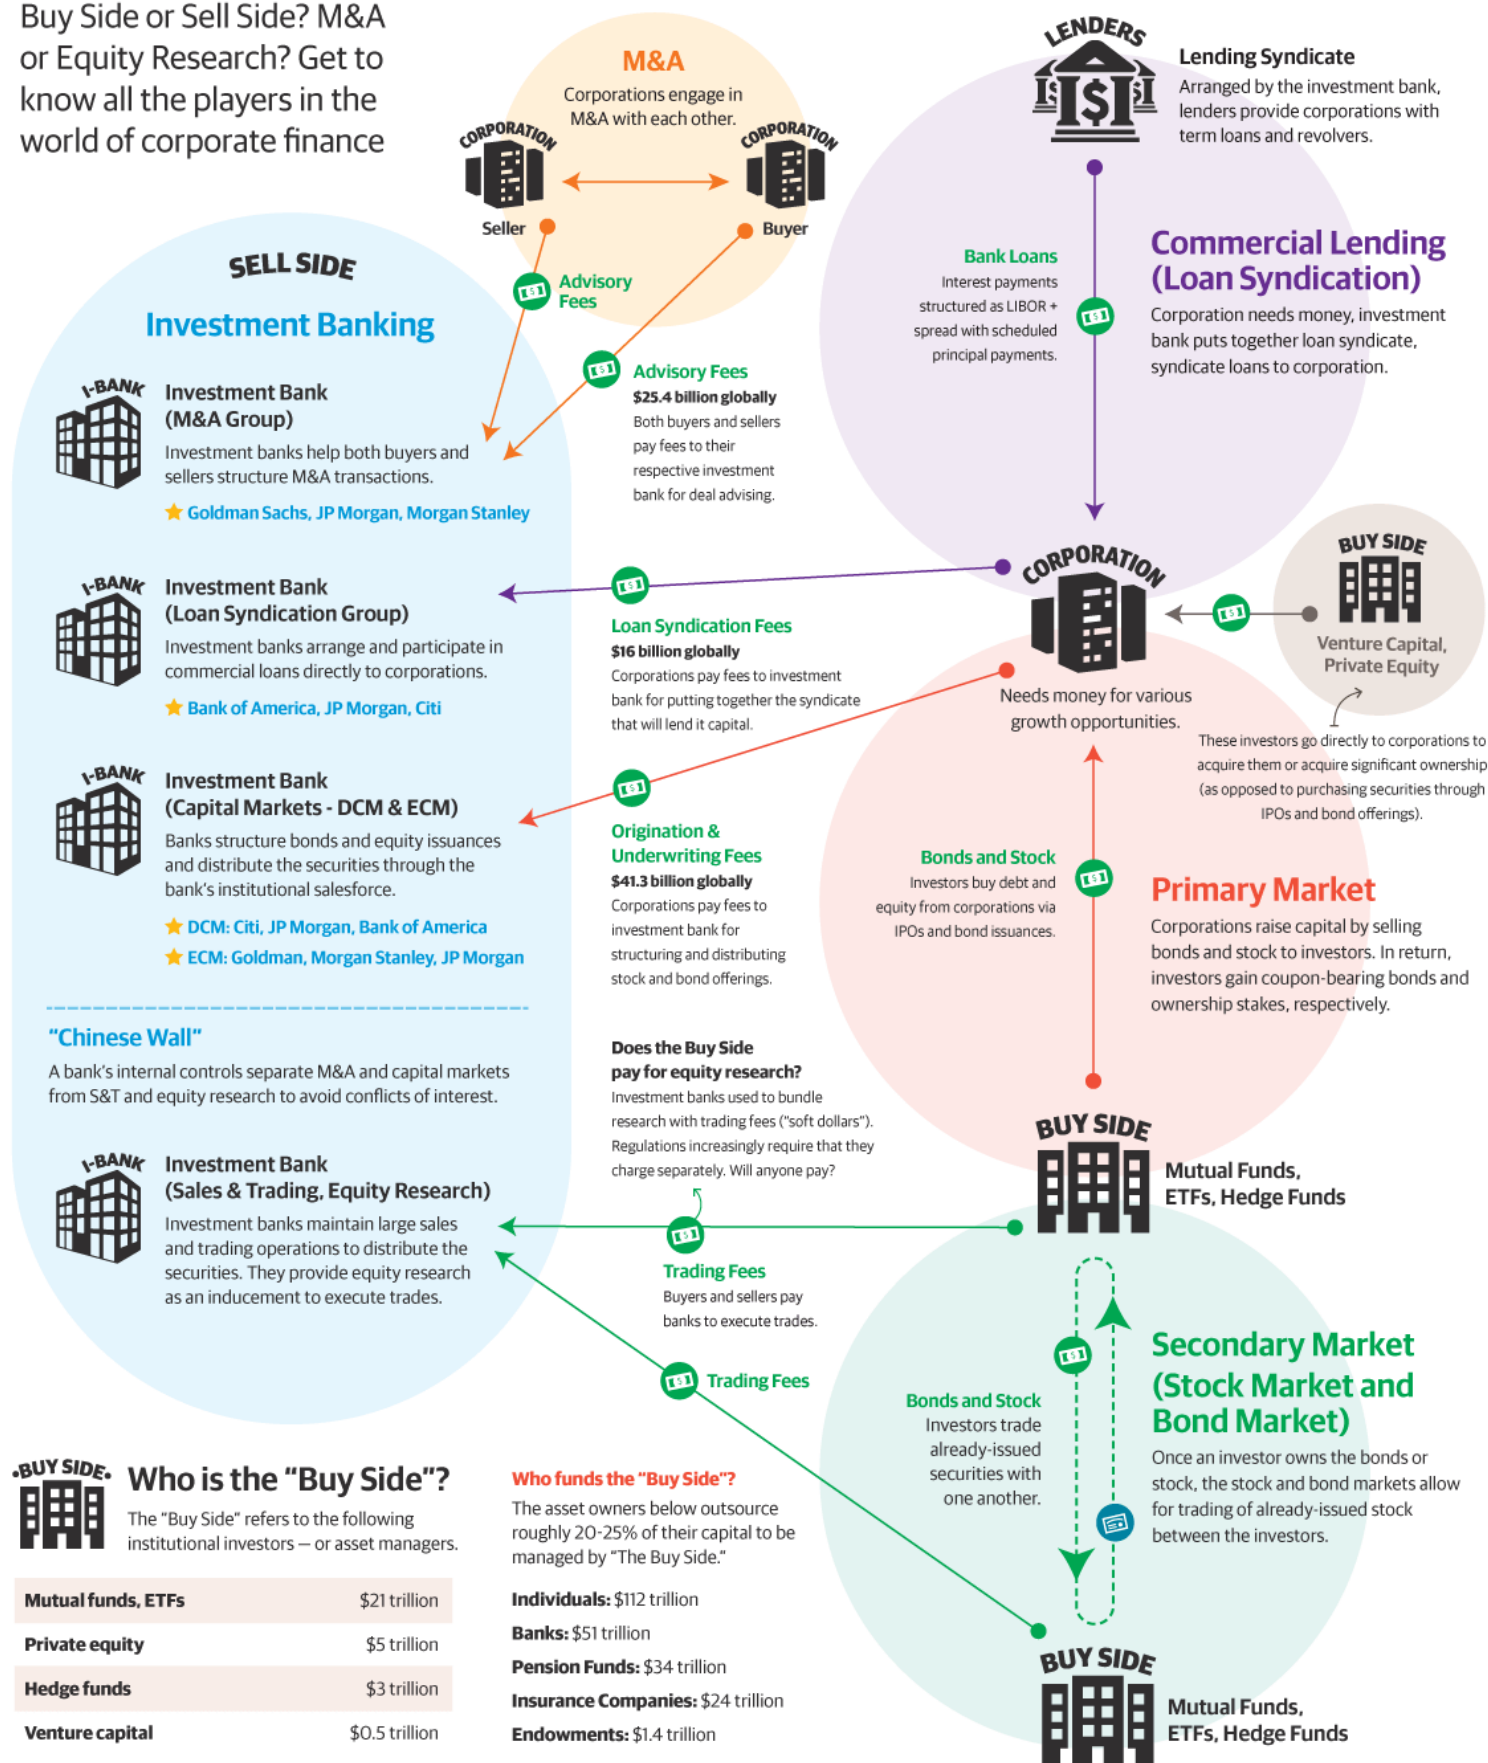 Buy Side or Sell Side? M&A
or Equity Research? Get to
know all the players in the
world of corporate finance
M&A
Corporations engage in
M&A with each other.
CORPORATION
Seller
CORPORATION
Buyer
Advisory
Fees
Advisory Fees
$25.4 billion globally
Both buyers and sellers
pay fees to their
respective investment
bank for deal advising.
LENDERS
Lending Syndicate
Arranged by the investment bank,
lenders provide corporations with
term loans and revolvers.
Bank Loans
Interest payments
structured as LIBOR +
spread with scheduled
principal payments.
Commercial Lending
(Loan Syndication)
Corporation needs money, investment
bank puts together loan syndicate,
syndicate loans to corporation.
SELL SIDE
Investment Banking
I-BANK
Investment Bank
(M&A Group)
Investment banks help both buyers and
sellers structure M&A transactions.
Goldman Sachs, JP Morgan, Morgan Stanley
I-BANK
Investment Bank
(Loan Syndication Group)
Investment banks arrange and participate in
commercial loans directly to corporations.
Bank of America, JP Morgan, Citi
Loan Syndication Fees
$16 billion globally
Corporations pay fees to investment
bank for putting together the syndicate
that will lend it capital.
CORPORATION
Needs money for various
growth opportunities.
BUY SIDE
Venture Capital,
Private Equity
These investors go directly to corporations to
acquire them or acquire significant ownership
(as opposed to purchasing securities through
IPOs and bond offerings).
I-BANK
Investment Bank
(Capital Markets - DCM & ECM)
Banks structure bonds and equity issuances
and distribute the securities through the
bank's institutional salesforce.
DCM: Citi, JP Morgan, Bank of America
ECM: Goldman, Morgan Stanley, JP Morgan
Origination &
Underwriting Fees
$41.3 billion globally
Corporations pay fees to
investment bank for
structuring and distributing
stock and bond offerings.
Bonds and Stock
Investors buy debt and
equity from corporations via
IPOs and bond issuances.
Primary Market
Corporations raise capital by selling
bonds and stock to investors. In return,
investors gain coupon-bearing bonds and
ownership stakes, respectively.
"Chinese Wall"
A bank's internal controls separate M&A and capital markets
from S&T and equity research to avoid conflicts of interest.
Does the Buy Side
pay for equity research?
Investment banks used to bundle
research with trading fees ("soft dollars").
Regulations increasingly require that they
charge separately. Will anyone pay?
BUY SIDE
Mutual Funds,
ETFs, Hedge Funds
I-BANK
Investment Bank
(Sales & Trading, Equity Research)
Investment banks maintain large sales
and trading operations to distribute the
securities. They provide equity research
as an inducement to execute trades.
Trading Fees
Buyers and sellers pay
banks to execute trades.
Trading Fees
Bonds and Stock
Investors trade
already-issued
securities with
one another.
Secondary Market
(Stock Market and
Bond Market)
Once an investor owns the bonds or
stock, the stock and bond markets allow
for trading of already-issued stock
between the investors.
BUY SIDE
Mutual Funds,
ETFs, Hedge Funds
•BUY SIDE•
Who is the "Buy Side"?
The "Buy Side" refers to the following
institutional investors — or asset managers.
Mutual funds, ETFs $21 trillion
Private equity $5 trillion
Hedge funds $3 trillion
Venture capital $0.5 trillion
Who funds the "Buy Side"?
The asset owners below outsource
roughly 20-25% of their capital to be
managed by "The Buy Side."
Individuals: $112 trillion
Banks: $51 trillion
Pension Funds: $34 trillion
Insurance Companies: $24 trillion
Endowments: $1.4 trillion